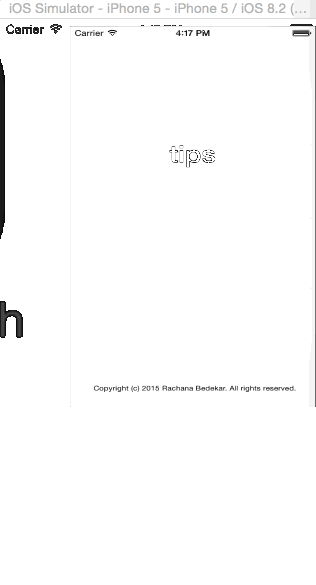 iOS Simulator - iPhone 5 - iPhone 5 / iOS 8.2 (...
Carrier
Carrier 4:17 PM
tips
h
Copyright (c) 2015 Rachana Bedekar. All rights reserved.